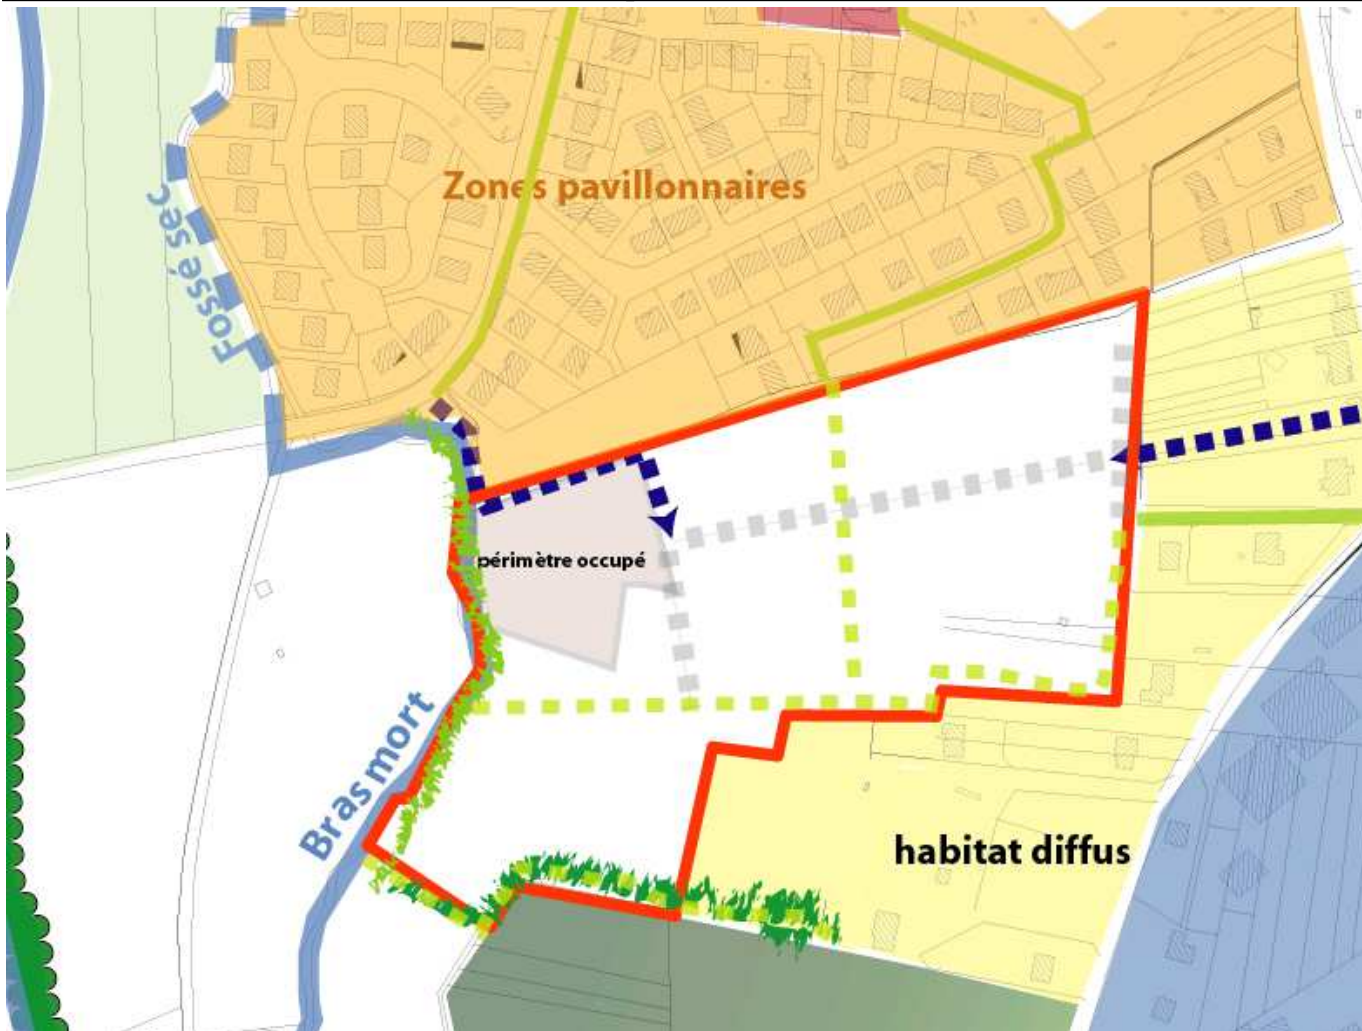 Zones pavillonnaires
Fossé sec
périmètre occupé
Bras mort
habitat diffus